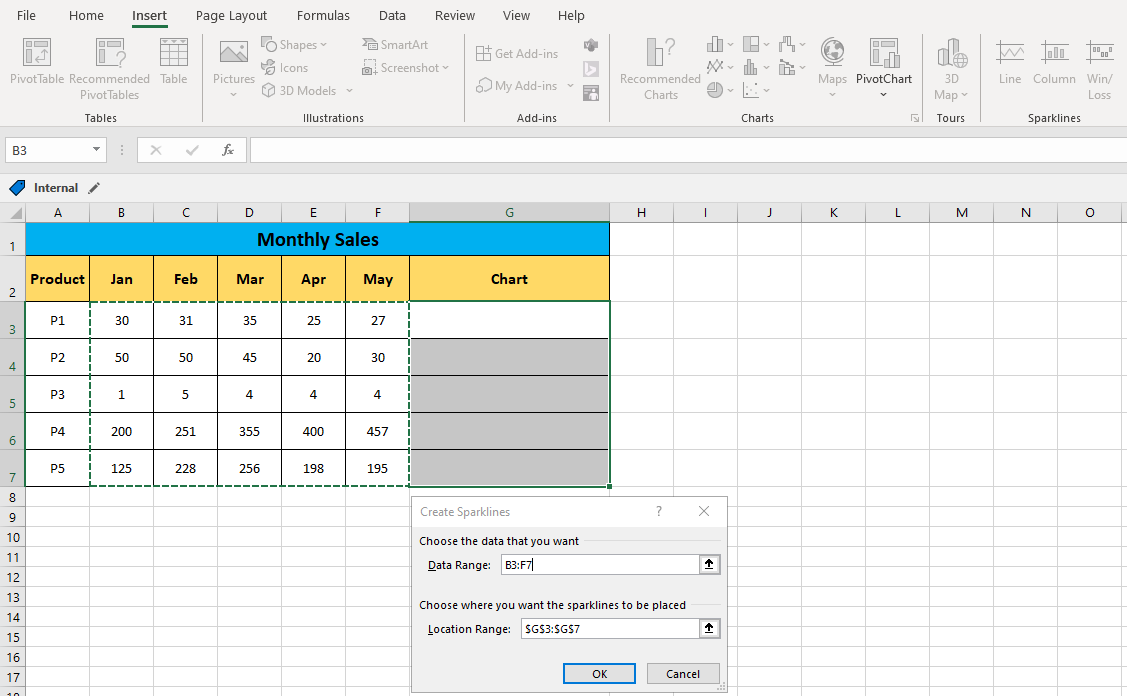 File Home Insert Page Layout Formulas Data Review View Help
PivotTable Recommended PivotTables Table
Tables
Pictures Shapes Icons 3D Models SmartArt Screenshot
Illustrations
Get Add-ins My Add-ins
Add-ins
Recommended Charts Maps PivotChart
Charts
3D Map
Tours
Line Column Win/ Loss
Sparklines
B3 fx
Internal
A B C D E F G H I J K L M N O
1 Monthly Sales
2 Product Jan Feb Mar Apr May Chart
3 P1 30 31 35 25 27
4 P2 50 50 45 20 30
5 P3 1 5 4 4 4
6 P4 200 251 355 400 457
7 P5 125 228 256 198 195
8
9
10
11
12
13
14
15
16
17
Create Sparklines ?
Choose the data that you want
Data Range: B3:F7
Choose where you want the sparklines to be placed
Location Range: $G$3:$G$7
OK Cancel